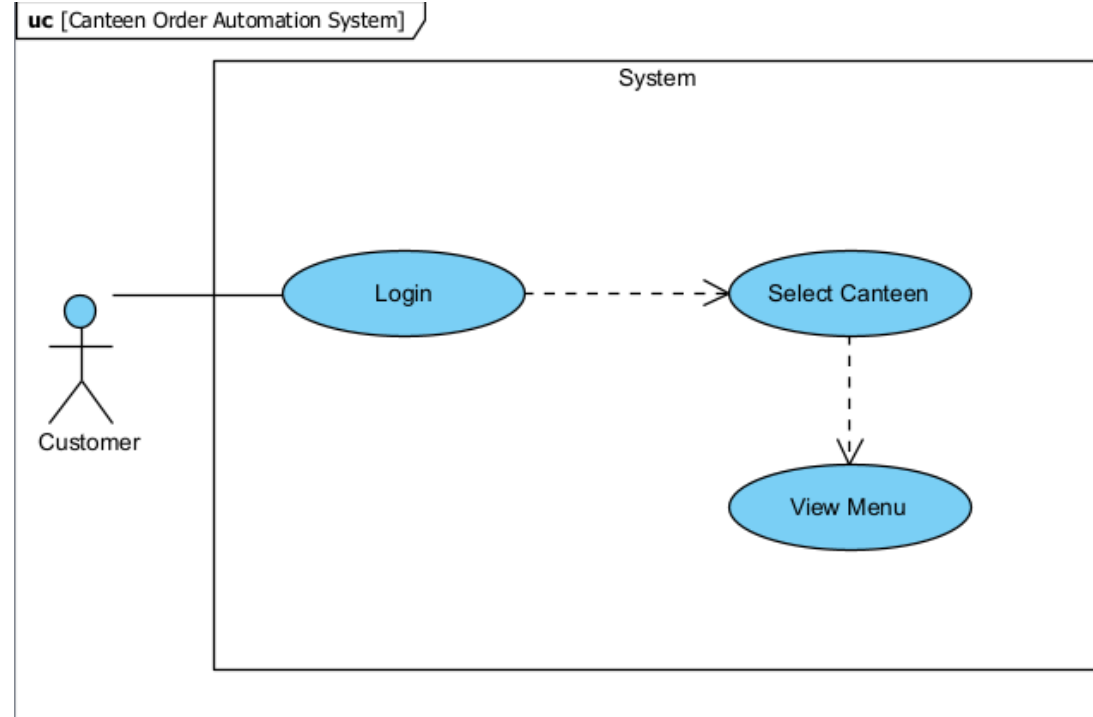 uc [Canteen Order Automation System]
System
Login
Select Canteen
Customer
View Menu